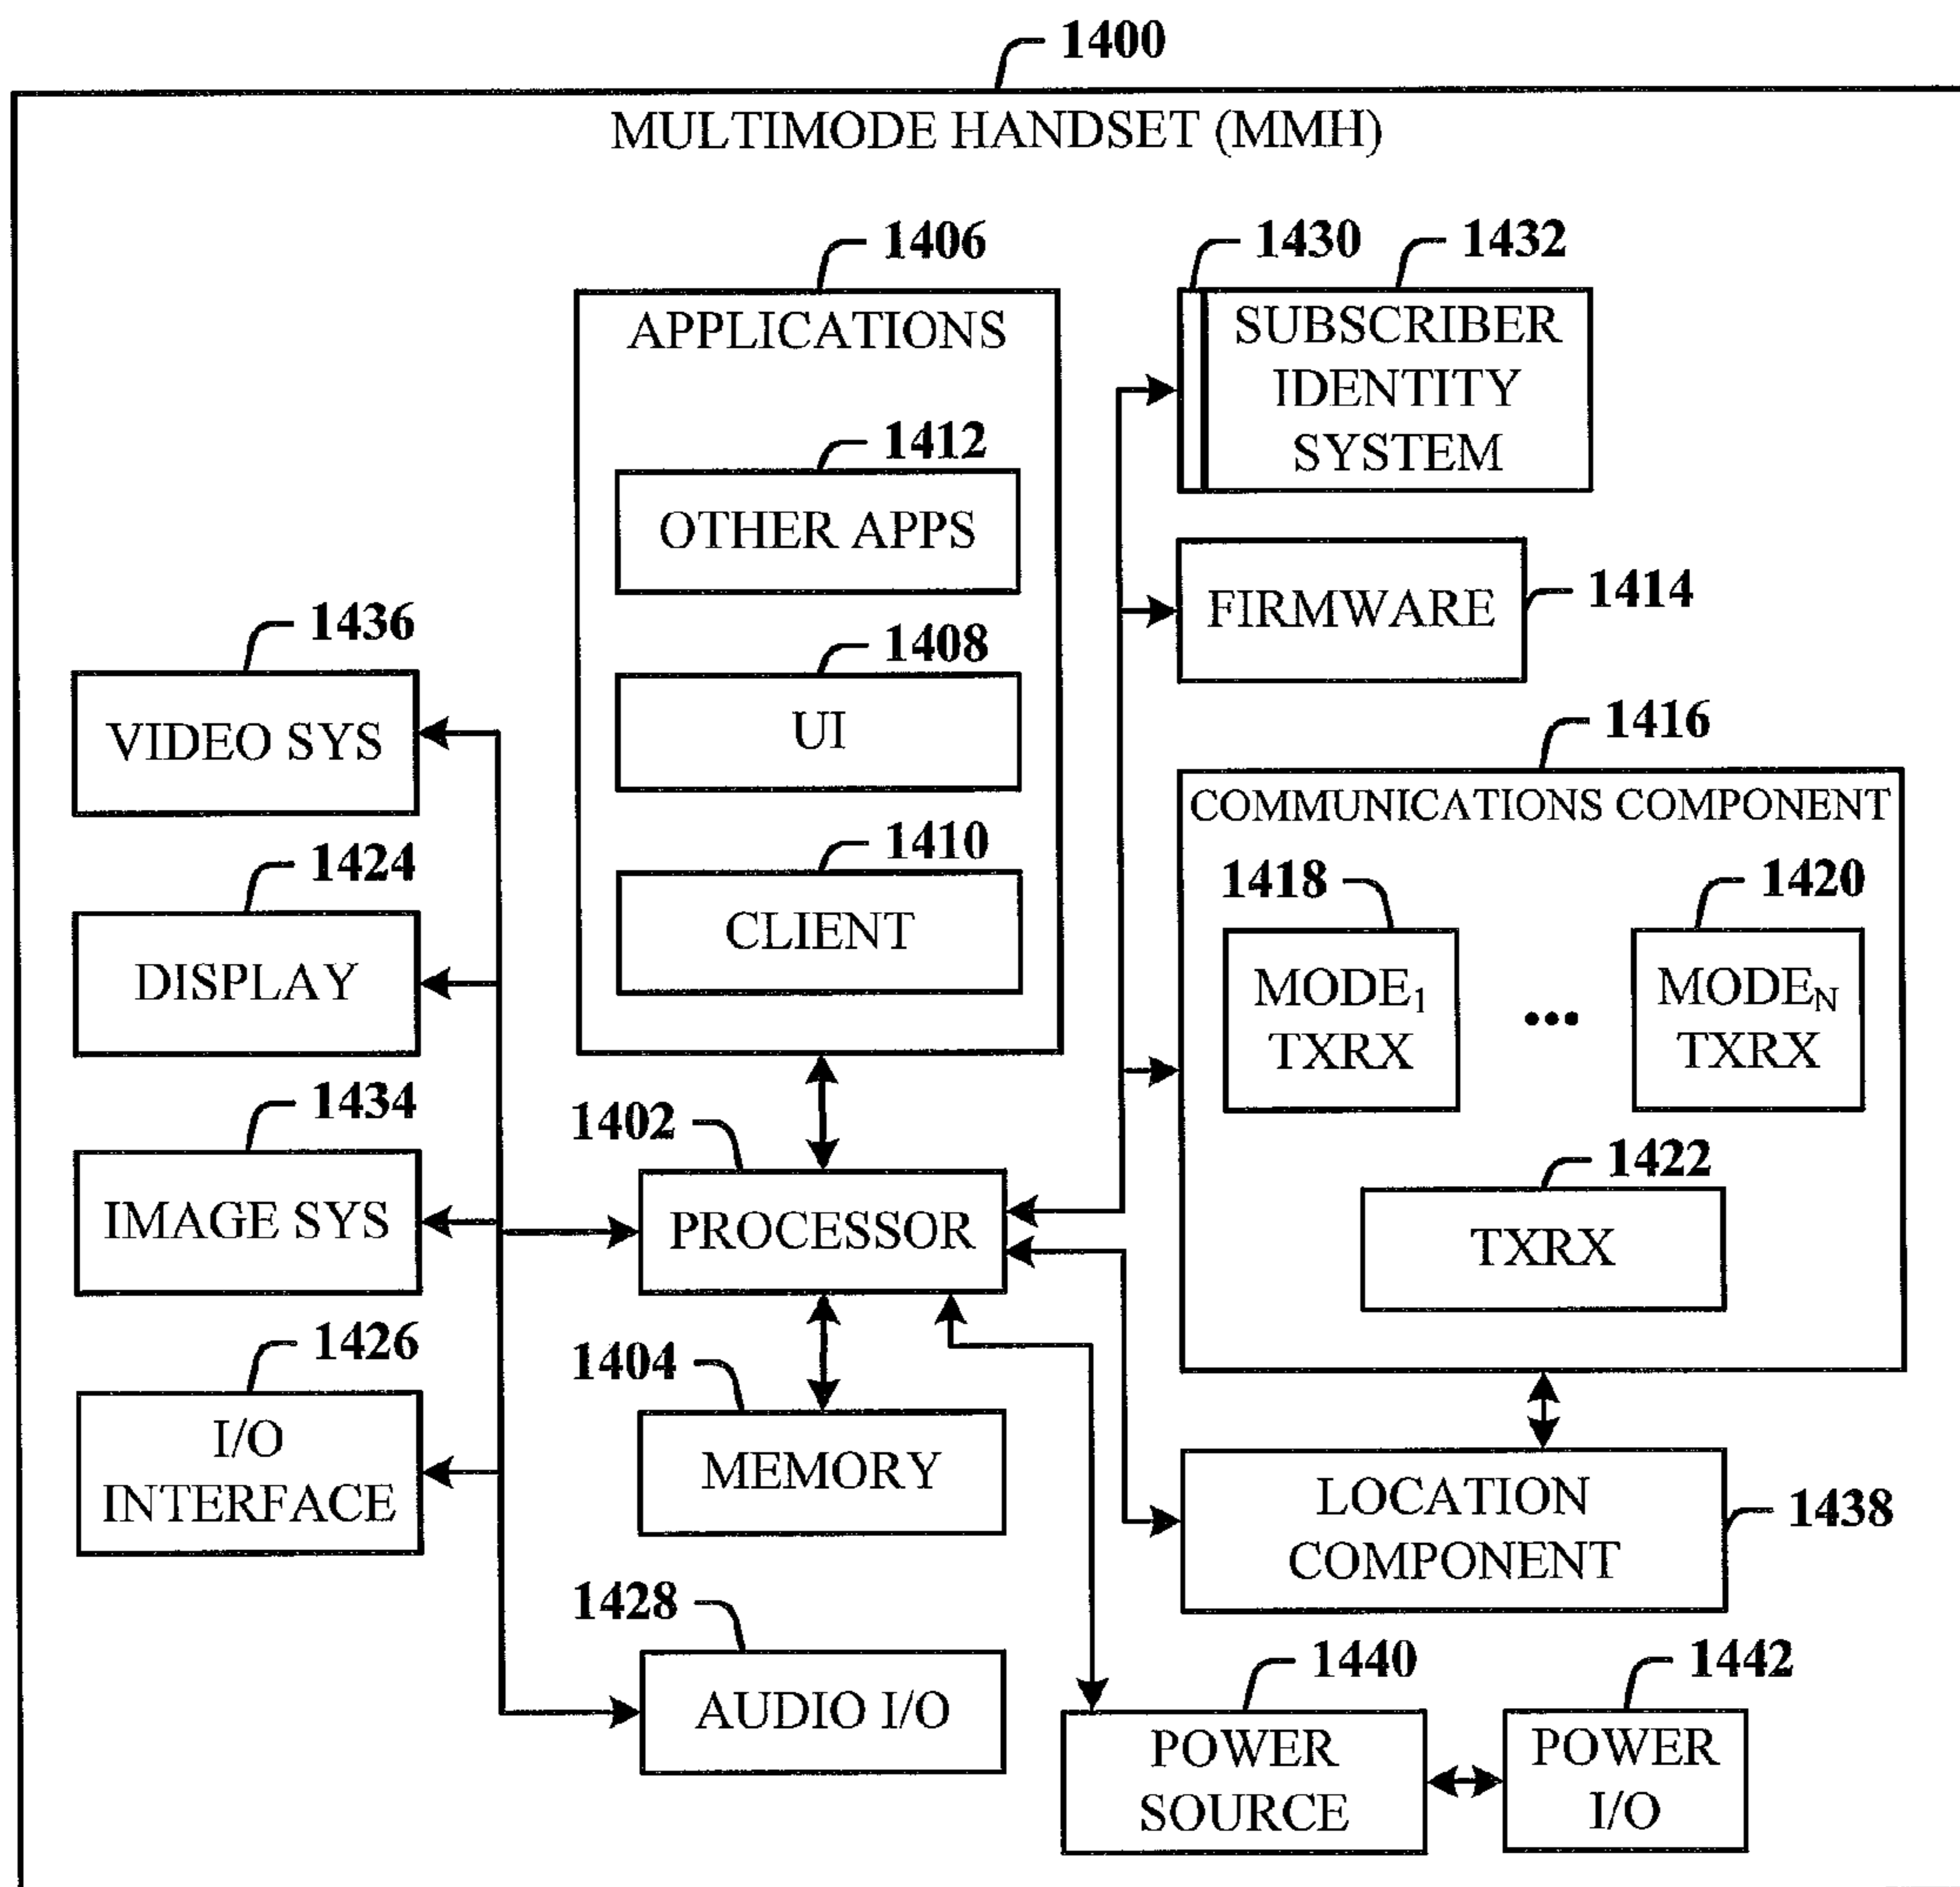 1400
MULTIMODE HANDSET (MMH)
1406
APPLICATIONS
1412
OTHER APPS
1408
UI
1410
CLIENT
1430
1432
SUBSCRIBER
IDENTITY
SYSTEM
FIRMWARE
1414
1436
VIDEO SYS
1424
DISPLAY
1434
IMAGE SYS
1426
I/O
INTERFACE
1402
PROCESSOR
1404
MEMORY
1428
AUDIO I/O
1416
COMMUNICATIONS COMPONENT
1418
MODE₁
TXRX
...
1420
MODE_N
TXRX
1422
TXRX
LOCATION
COMPONENT
1438
1440
POWER
SOURCE
1442
POWER
I/O